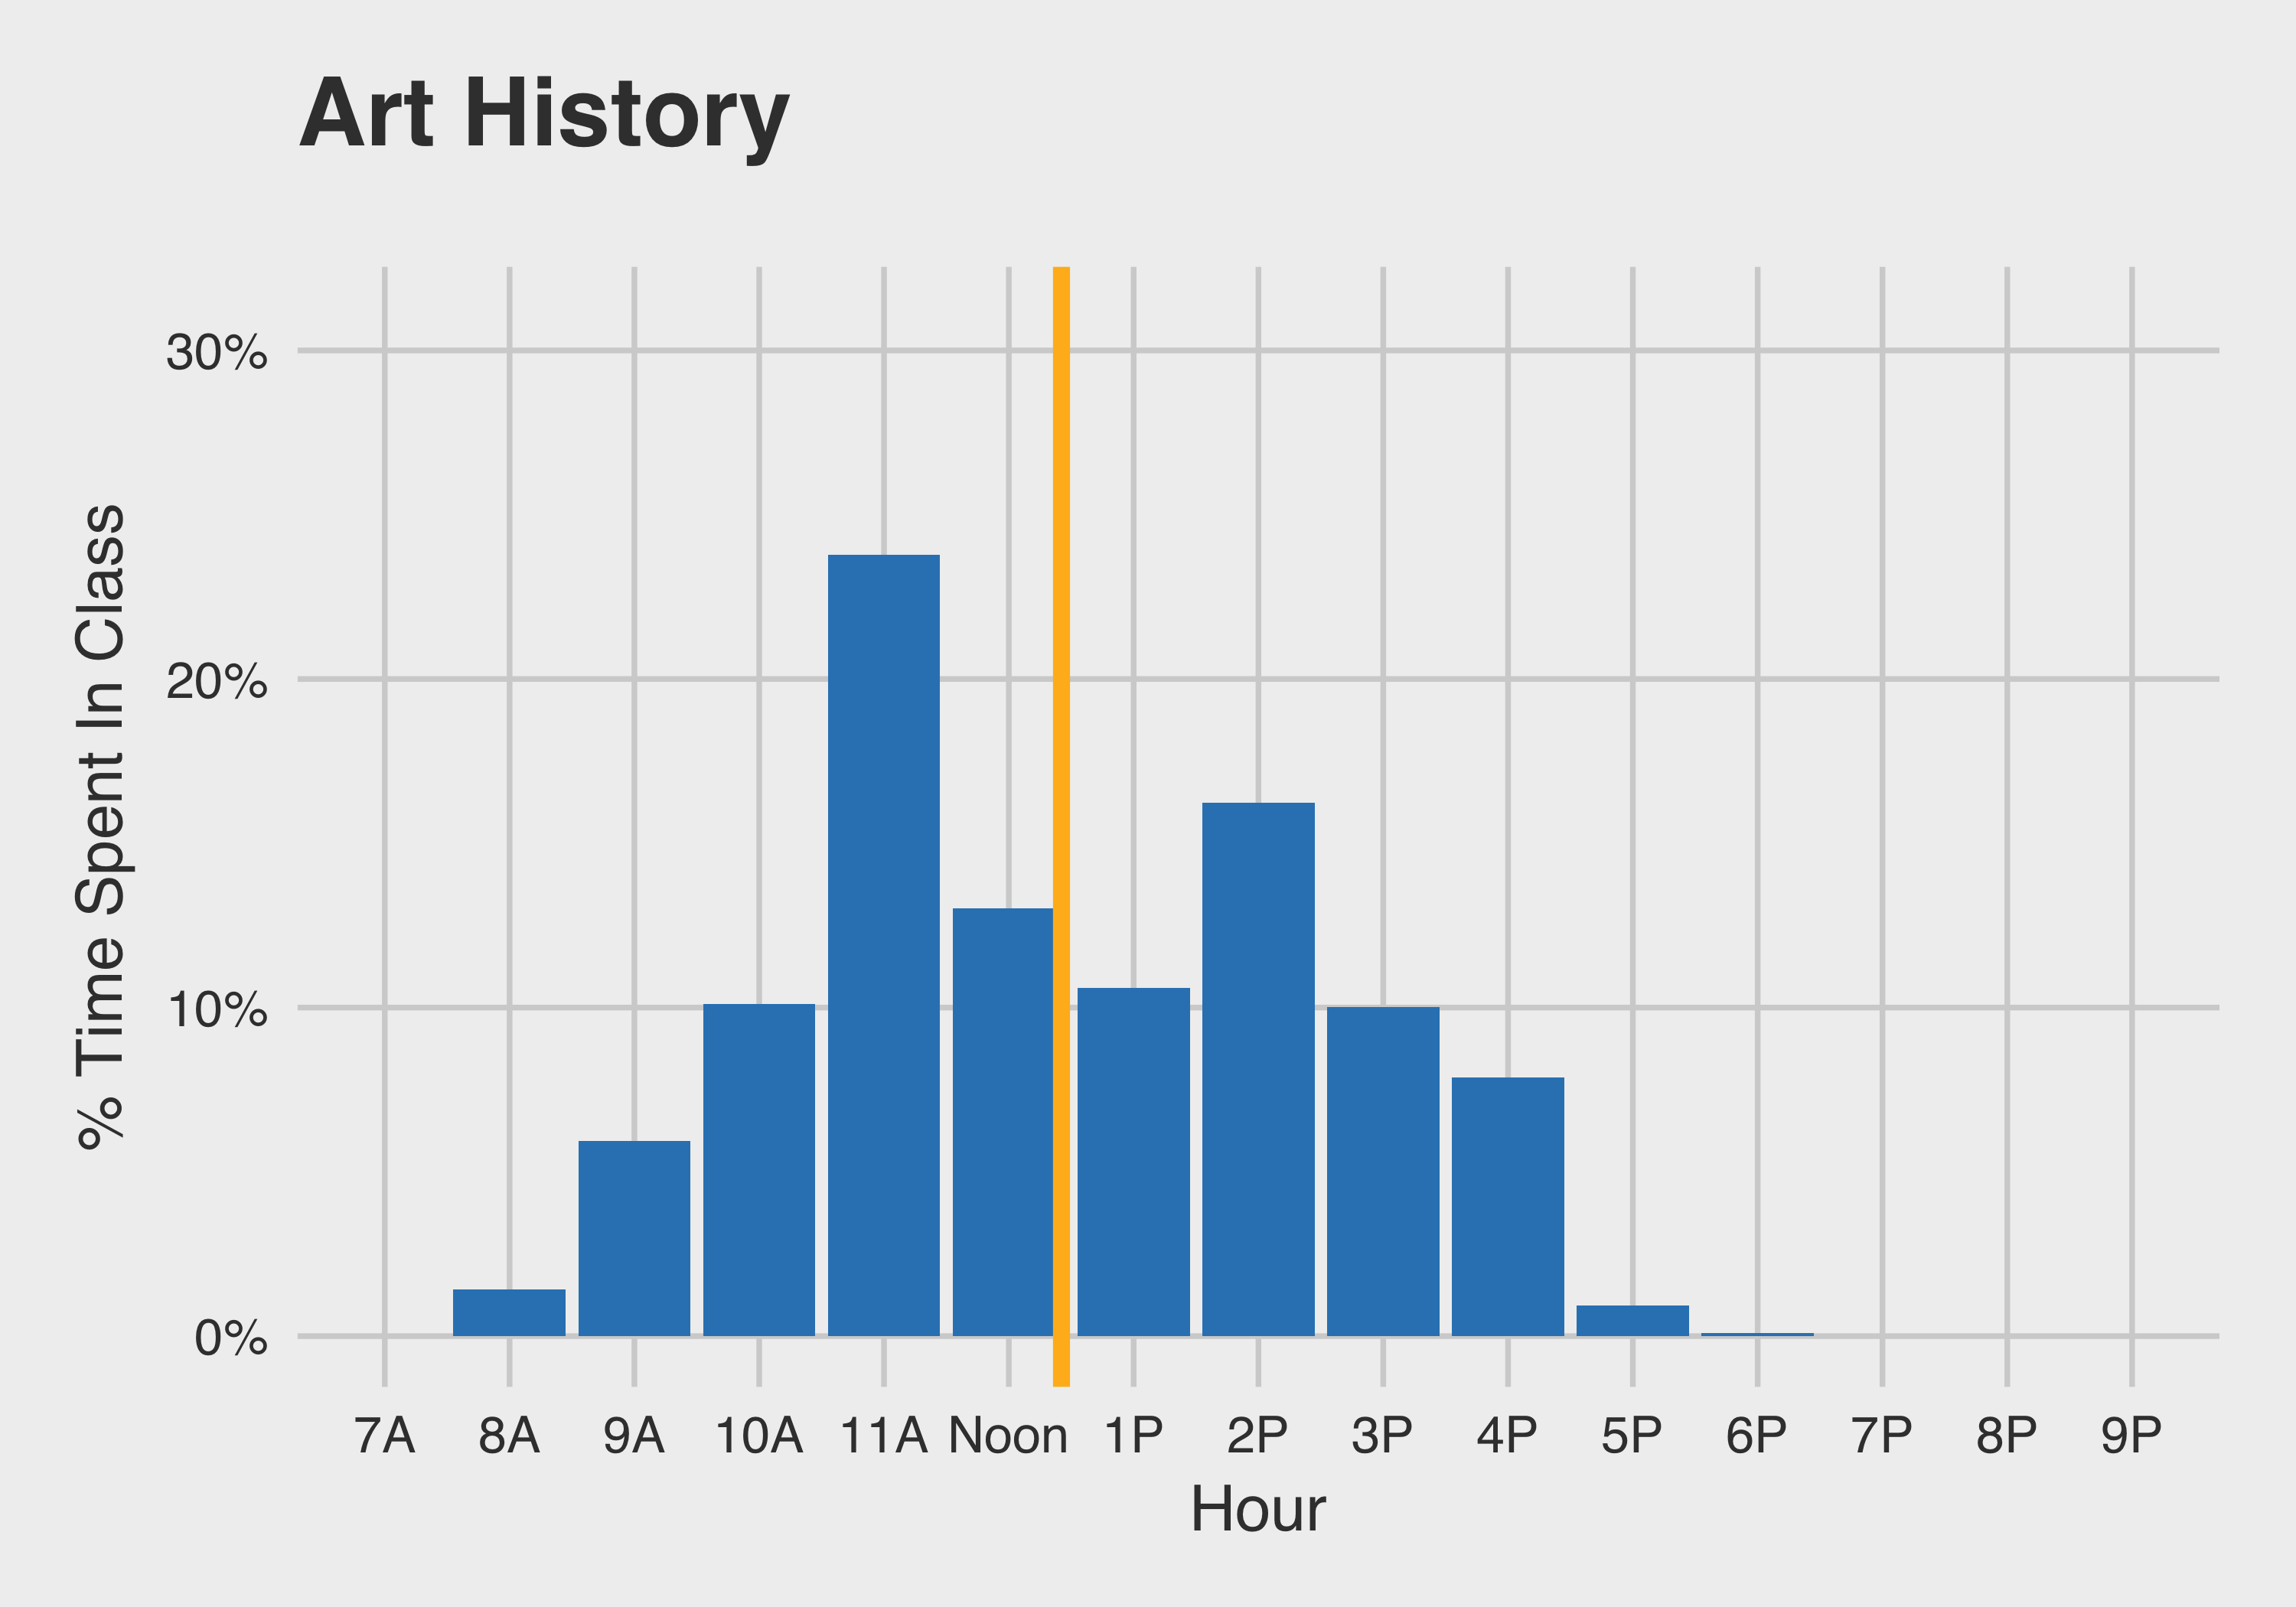 Art History
% Time Spent In Class
30%
20%
10%
0%
7A 8A 9A 10A 11A Noon 1P 2P 3P 4P 5P 6P 7P 8P 9P
Hour